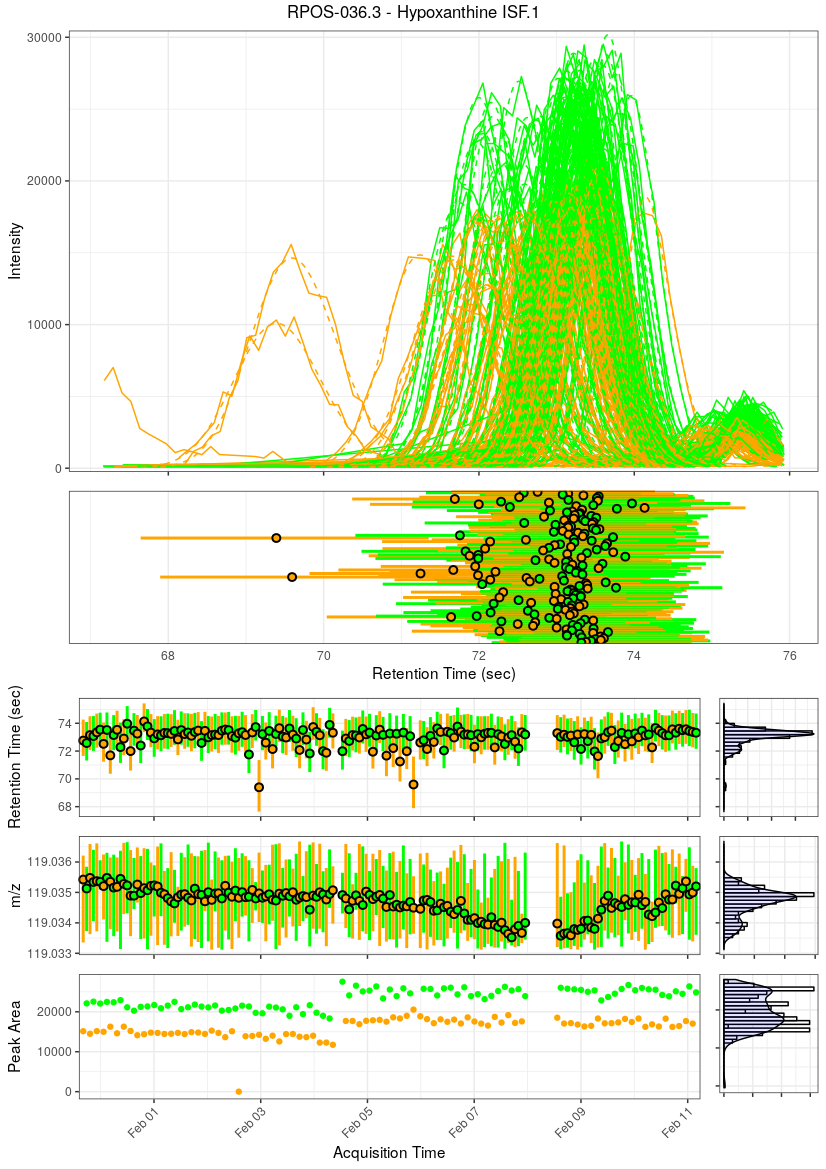 RPOS-036.3 - Hypoxanthine ISF.1
30000
20000
10000
0
Intensity
68 70 72 74 76
Retention Time (sec)
74
72
70
68
Retention Time (sec)
119.036
119.035
119.034
119.033
m/z
20000
10000
0
Peak Area
Feb 01 Feb 03 Feb 05 Feb 07 Feb 09 Feb 11
Acquisition Time